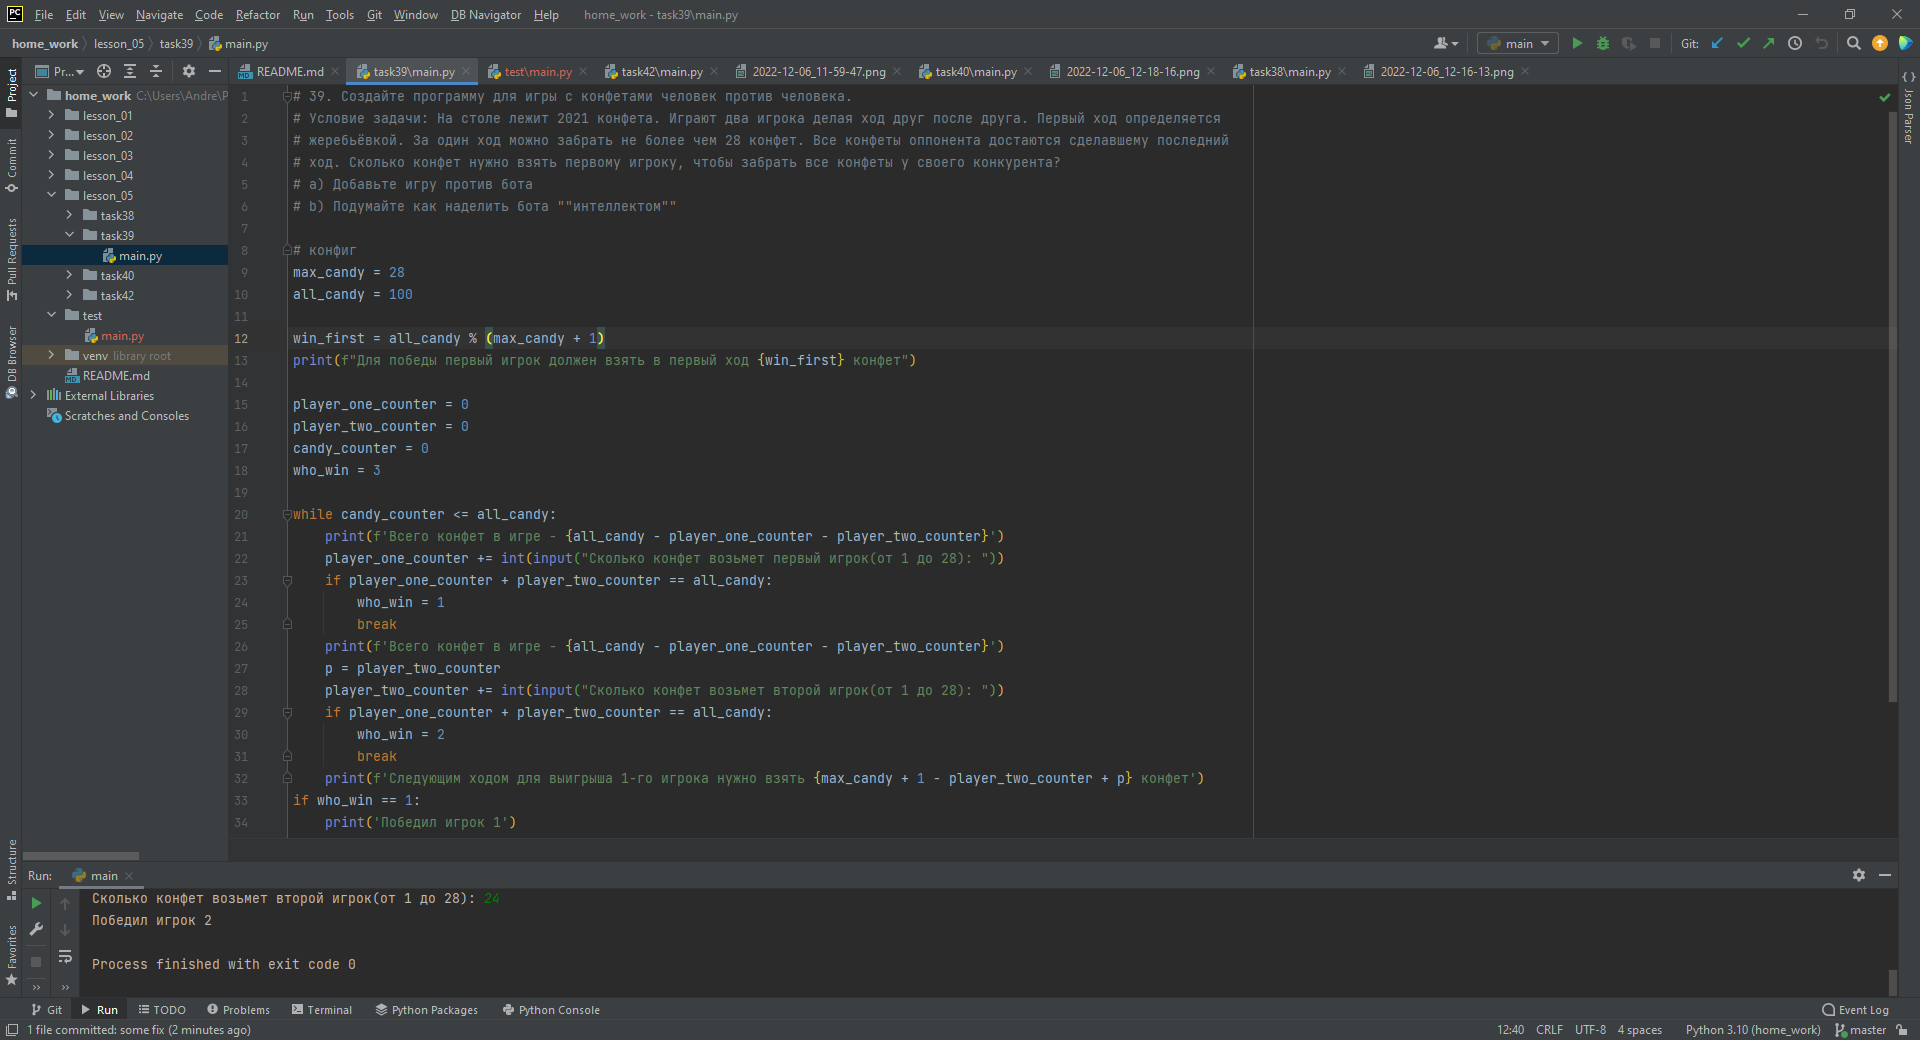 File Edit View Navigate Code Refactor Run Tools Git Window DB Navigator Help home_work - task39\main.py
home_work lesson_05 task39 main.py
main
Git:
Pr...
README.md task39\main.py test\main.py task42\main.py 2022-12-06_11-59-47.png task40\main.py 2022-12-06_12-18-16.png task38\main.py 2022-12-06_12-16-13.png
Project
Commit
Pull Requests
DB Browser
Structure
Favorites
Json Parser
home_work C:\Users\Andre\P
lesson_01
lesson_02
lesson_03
lesson_04
lesson_05
task38
task39
main.py
task40
task42
test
main.py
venv library root
README.md
External Libraries
Scratches and Consoles
1 # 39. Создайте программу для игры с конфетами человек против человека.
2 # Условие задачи: На столе лежит 2021 конфета. Играют два игрока делая ход друг после друга. Первый ход определяется
3 # жеребьёвкой. За один ход можно забрать не более чем 28 конфет. Все конфеты оппонента достаются сделавшему последний
4 # ход. Сколько конфет нужно взять первому игроку, чтобы забрать все конфеты у своего конкурента?
5 # a) Добавьте игру против бота
6 # b) Подумайте как наделить бота ""интеллектом""
7
8 # конфиг
9 max_candy = 28
10 all_candy = 100
11
12 win_first = all_candy % (max_candy + 1)
13 print(f"Для победы первый игрок должен взять в первый ход {win_first} конфет")
14
15 player_one_counter = 0
16 player_two_counter = 0
17 candy_counter = 0
18 who_win = 3
19
20 while candy_counter <= all_candy:
21 print(f'Всего конфет в игре - {all_candy - player_one_counter - player_two_counter}')
22 player_one_counter += int(input("Сколько конфет возьмет первый игрок(от 1 до 28): "))
23 if player_one_counter + player_two_counter == all_candy:
24 who_win = 1
25 break
26 print(f'Всего конфет в игре - {all_candy - player_one_counter - player_two_counter}')
27 p = player_two_counter
28 player_two_counter += int(input("Сколько конфет возьмет второй игрок(от 1 до 28): "))
29 if player_one_counter + player_two_counter == all_candy:
30 who_win = 2
31 break
32 print(f'Следующим ходом для выигрыша 1-го игрока нужно взять {max_candy + 1 - player_two_counter + p} конфет')
33 if who_win == 1:
34 print('Победил игрок 1')
Run: main
Сколько конфет возьмет второй игрок(от 1 до 28): 24
Победил игрок 2
Process finished with exit code 0
Git Run TODO Problems Terminal Python Packages Python Console Event Log
1 file committed: some fix (2 minutes ago) 12:40 CRLF UTF-8 4 spaces Python 3.10 (home_work) master